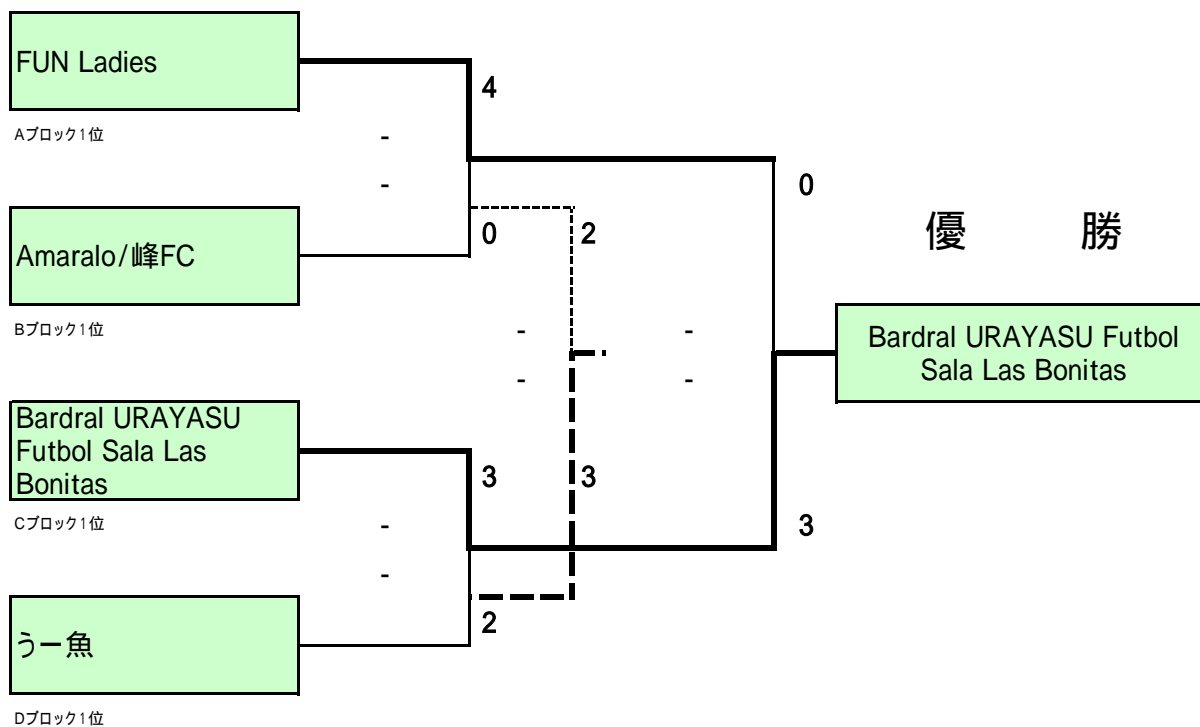 FUN Ladies
4
Aブロック1位
-
-
0
優 勝
Amaralo/峰FC
0
2
Bブロック1位
-
-
-
-
Bardral URAYASU Futbol
Sala Las Bonitas
Bardral URAYASU
Futbol Sala Las
Bonitas
3
3
Cブロック1位
-
-
3
うー魚
2
Dブロック1位